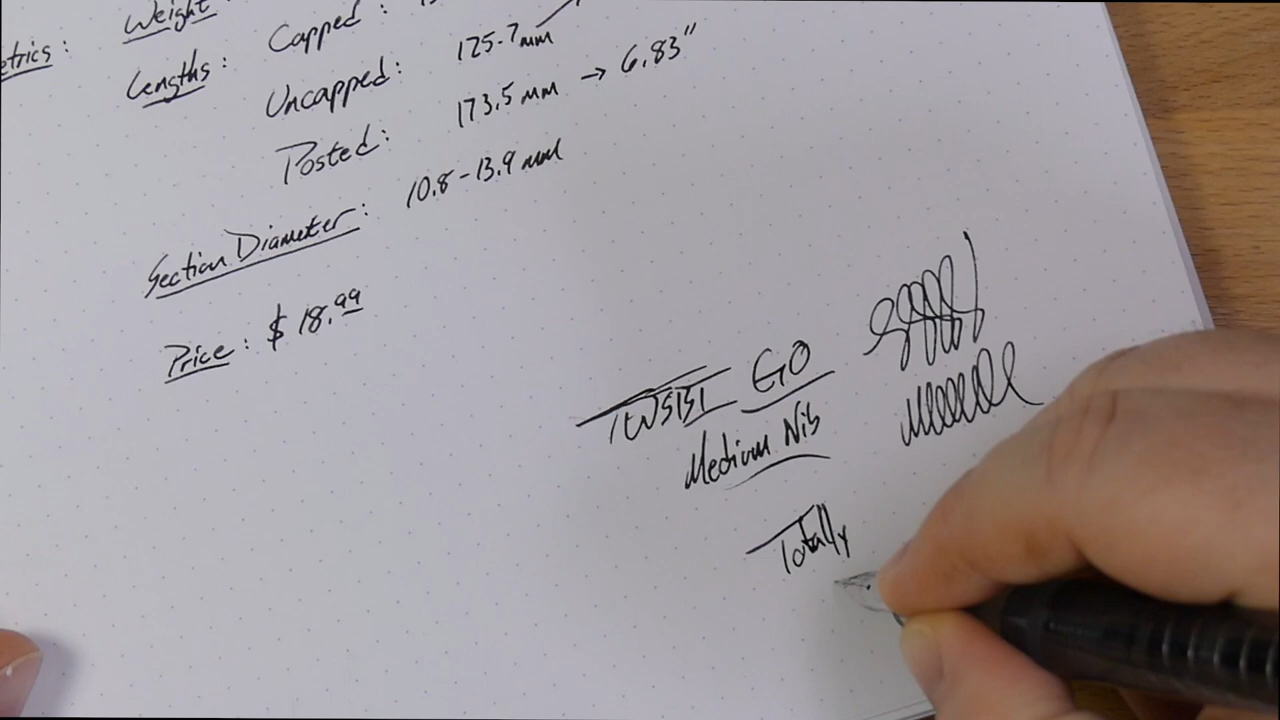 Weight
etrics: Lengths: Capped:
Uncapped: 125.7mm
Posted: 173.5 mm → 6.83"
Section Diameter: 10.8-13.9 mm
Price: $18.99
TWSBI GO
Medium Nib
Totally